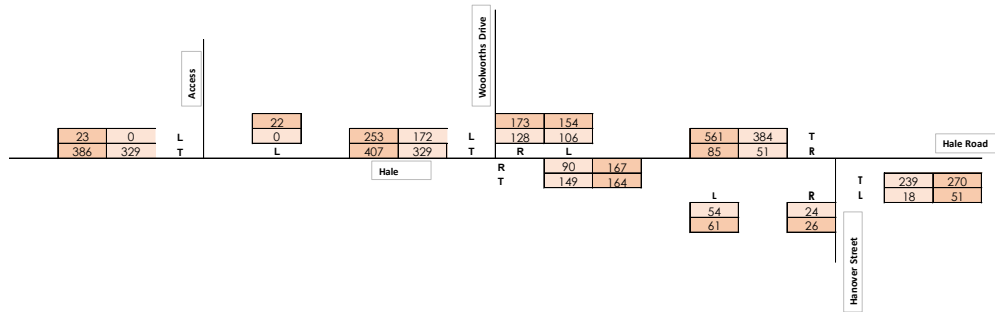 Access
Woolworths Drive
22
0
173 154
128 106
23 0 L
386 329 T
L
253 172 L
407 329 T
R L
561 384 T
85 51 R
Hale Road
Hale
R 90 167
T 149 164
T 239 270
L 18 51
L R
54 24
61 26
Hanover Street